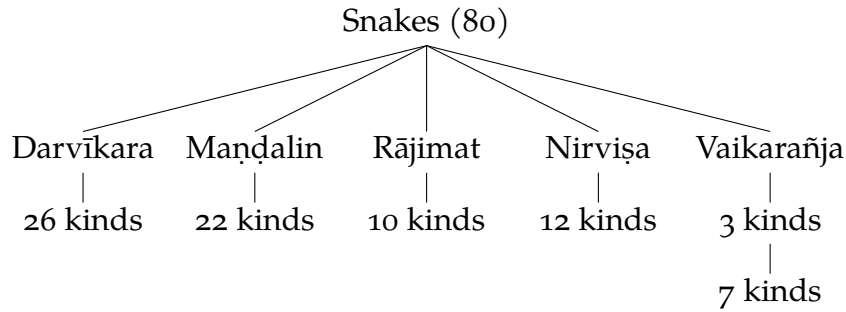 Snakes (80)
Darvīkara Maṇḍalin Rājimat Nirviṣa Vaikarañja
26 kinds 22 kinds 10 kinds 12 kinds 3 kinds
7 kinds